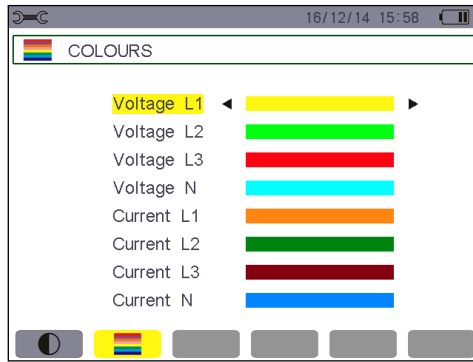 16/12/14 15:58
COLOURS
Voltage L1
Voltage L2
Voltage L3
Voltage N
Current L1
Current L2
Current L3
Current N